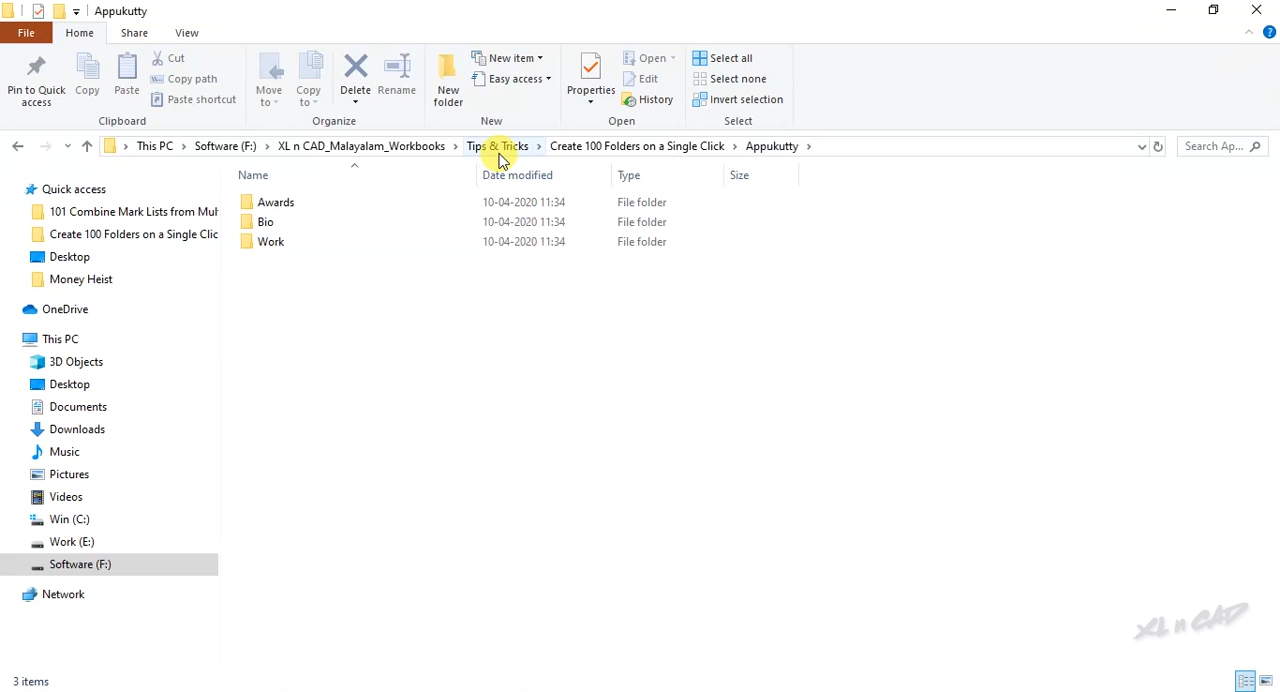 Appukutty
File Home Share View ?
Pin to Quick access
Copy
Paste
Cut
Copy path
Paste shortcut
Clipboard
Move to
Copy to
Delete
Rename
Organize
New folder
New item
Easy access
New
Properties
Open
Edit
History
Open
Select all
Select none
Invert selection
Select
This PC > Software (F:) > XL n CAD_Malayalam_Workbooks > Tips & Tricks > Create 100 Folders on a Single Click > Appukutty >
Search Ap...
Name Date modified Type Size
Awards 10-04-2020 11:34 File folder
Bio 10-04-2020 11:34 File folder
Work 10-04-2020 11:34 File folder
Quick access
101 Combine Mark Lists from Mul
Create 100 Folders on a Single Clic
Desktop
Money Heist
OneDrive
This PC
3D Objects
Desktop
Documents
Downloads
Music
Pictures
Videos
Win (C:)
Work (E:)
Software (F:)
Network
XL n CAD
3 items